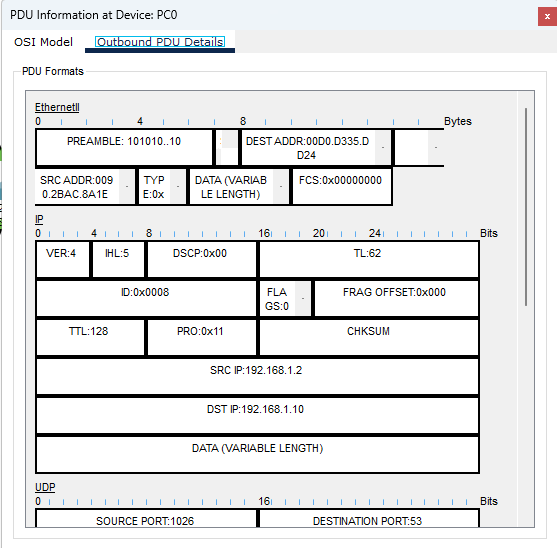 PDU Information at Device: PC0
x
OSI Model Outbound PDU Details
PDU Formats
EthernetII
0 4 8 Bytes
PREAMBLE: 101010..10
DEST ADDR:00D0.D335.D
D24
SRC ADDR:009
0.2BAC.8A1E
TYP
E:0x
DATA (VARIAB
LE LENGTH)
FCS:0x00000000
IP
0 4 8 16 20 24 Bits
VER:4 IHL:5 DSCP:0x00 TL:62
ID:0x0008
FLA
GS:0
FRAG OFFSET:0x000
TTL:128 PRO:0x11 CHKSUM
SRC IP:192.168.1.2
DST IP:192.168.1.10
DATA (VARIABLE LENGTH)
UDP
0 16 Bits
SOURCE PORT:1026 DESTINATION PORT:53